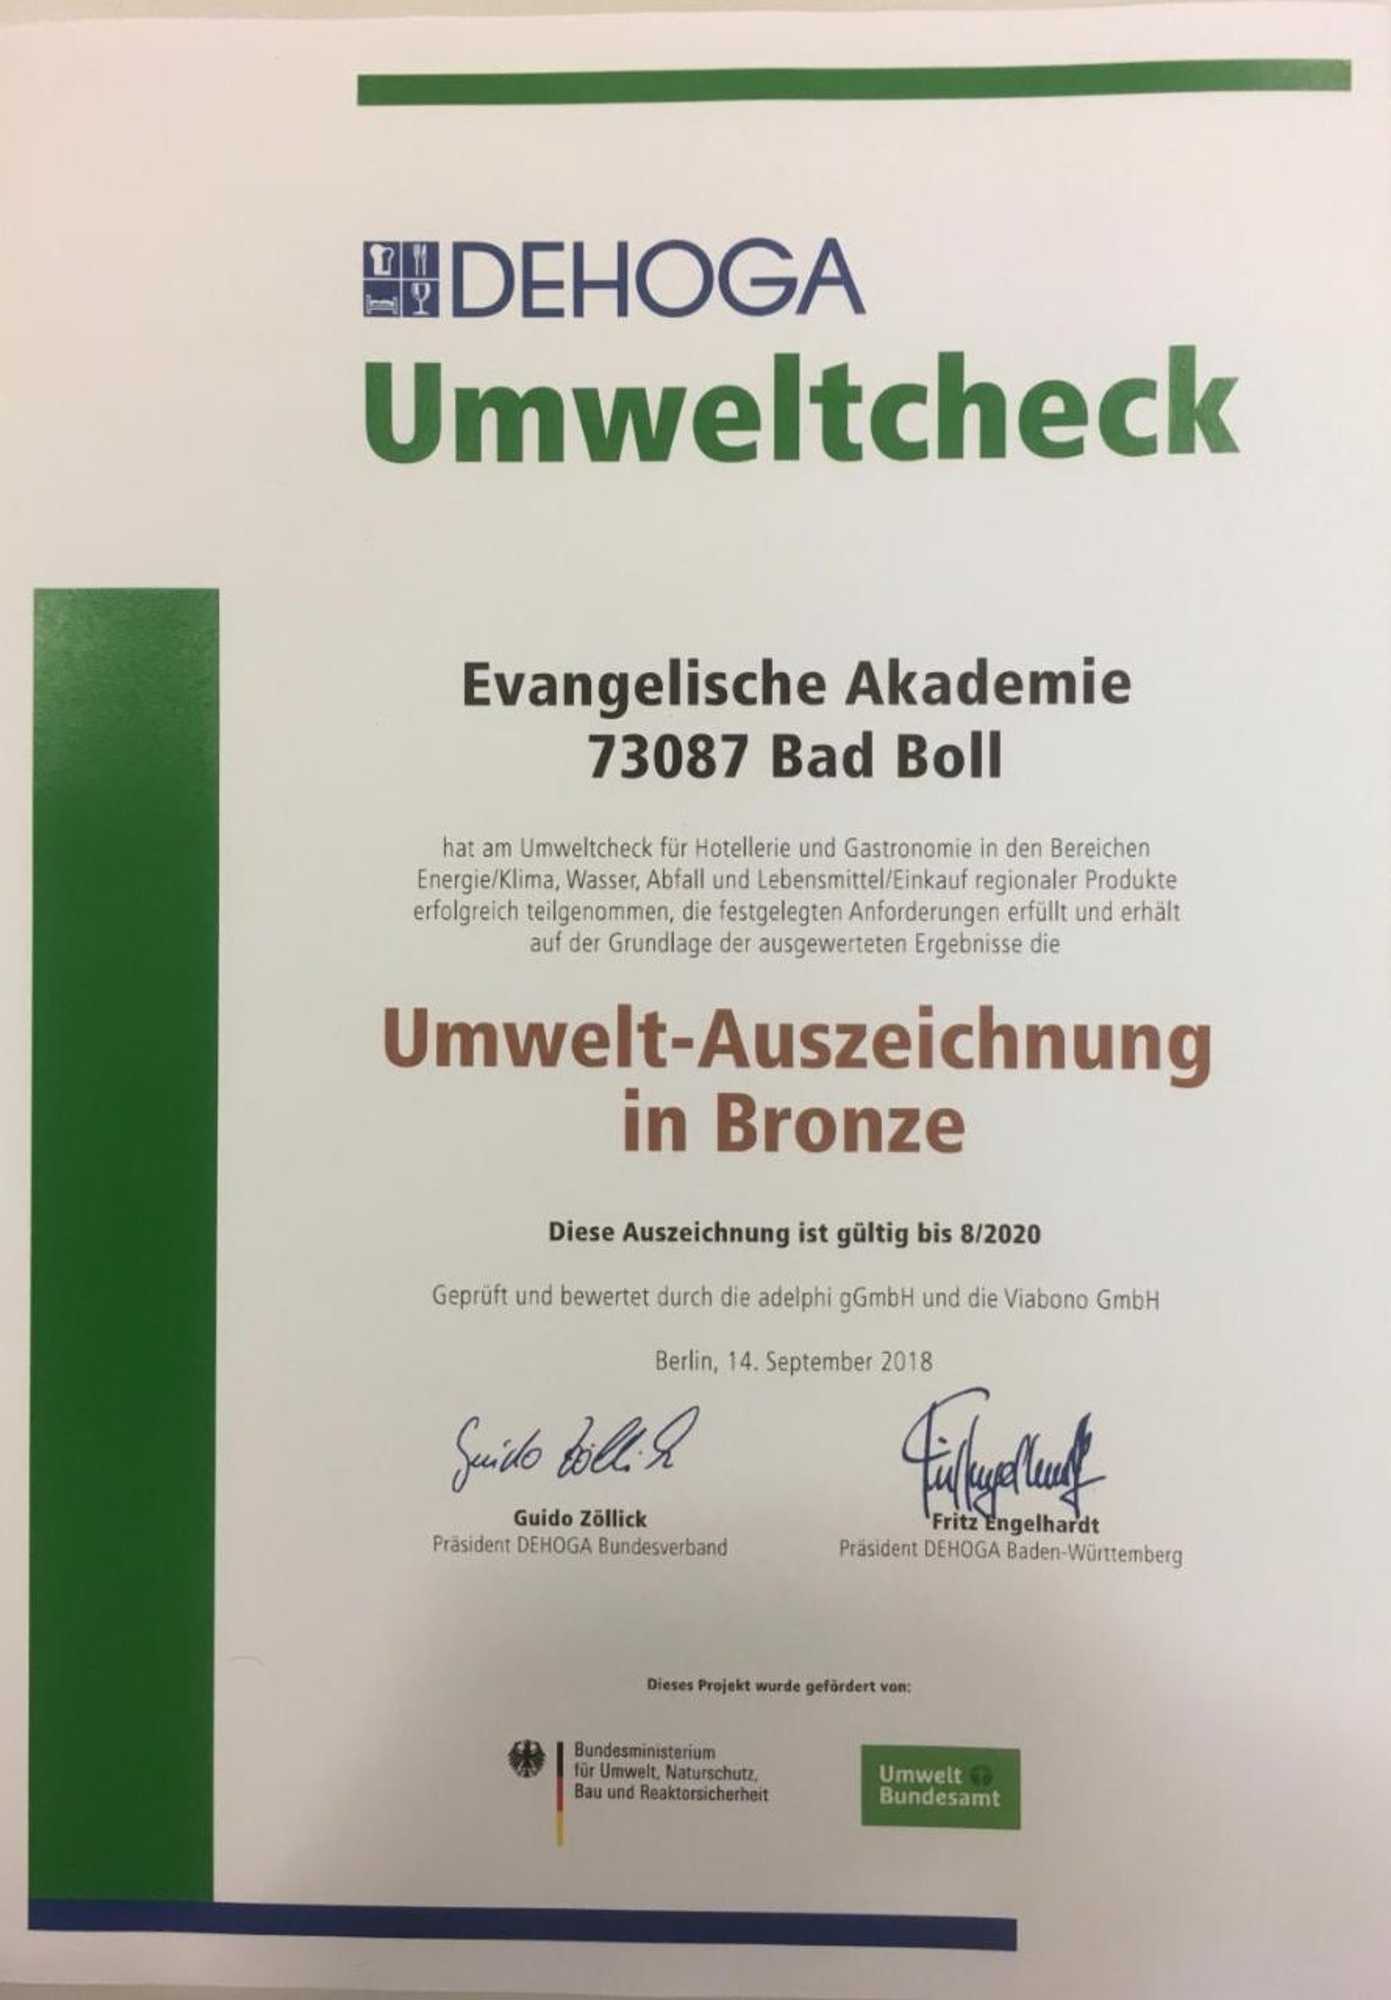 DEHOGA
Umweltcheck
Evangelische Akademie
73087 Bad Boll
hat am Umweltcheck für Hotellerie und Gastronomie in den Bereichen
Energie/Klima, Wasser, Abfall und Lebensmittel/Einkauf regionaler Produkte
erfolgreich teilgenommen, die festgelegten Anforderungen erfüllt und erhält
auf der Grundlage der ausgewerteten Ergebnisse die
Umwelt-Auszeichnung
in Bronze
Diese Auszeichnung ist gültig bis 8/2020
Geprüft und bewertet durch die adelphi gGmbH und die Viabono GmbH
Berlin, 14. September 2018
Guido Zöllick
Guido Zöllick
Präsident DEHOGA Bundesverband
Fritz Engelhardt
Präsident DEHOGA Baden-Württemberg
Dieses Projekt wurde gefördert von:
Bundesministerium
für Umwelt, Naturschutz,
Bau und Reaktorsicherheit
Umwelt
Bundesamt